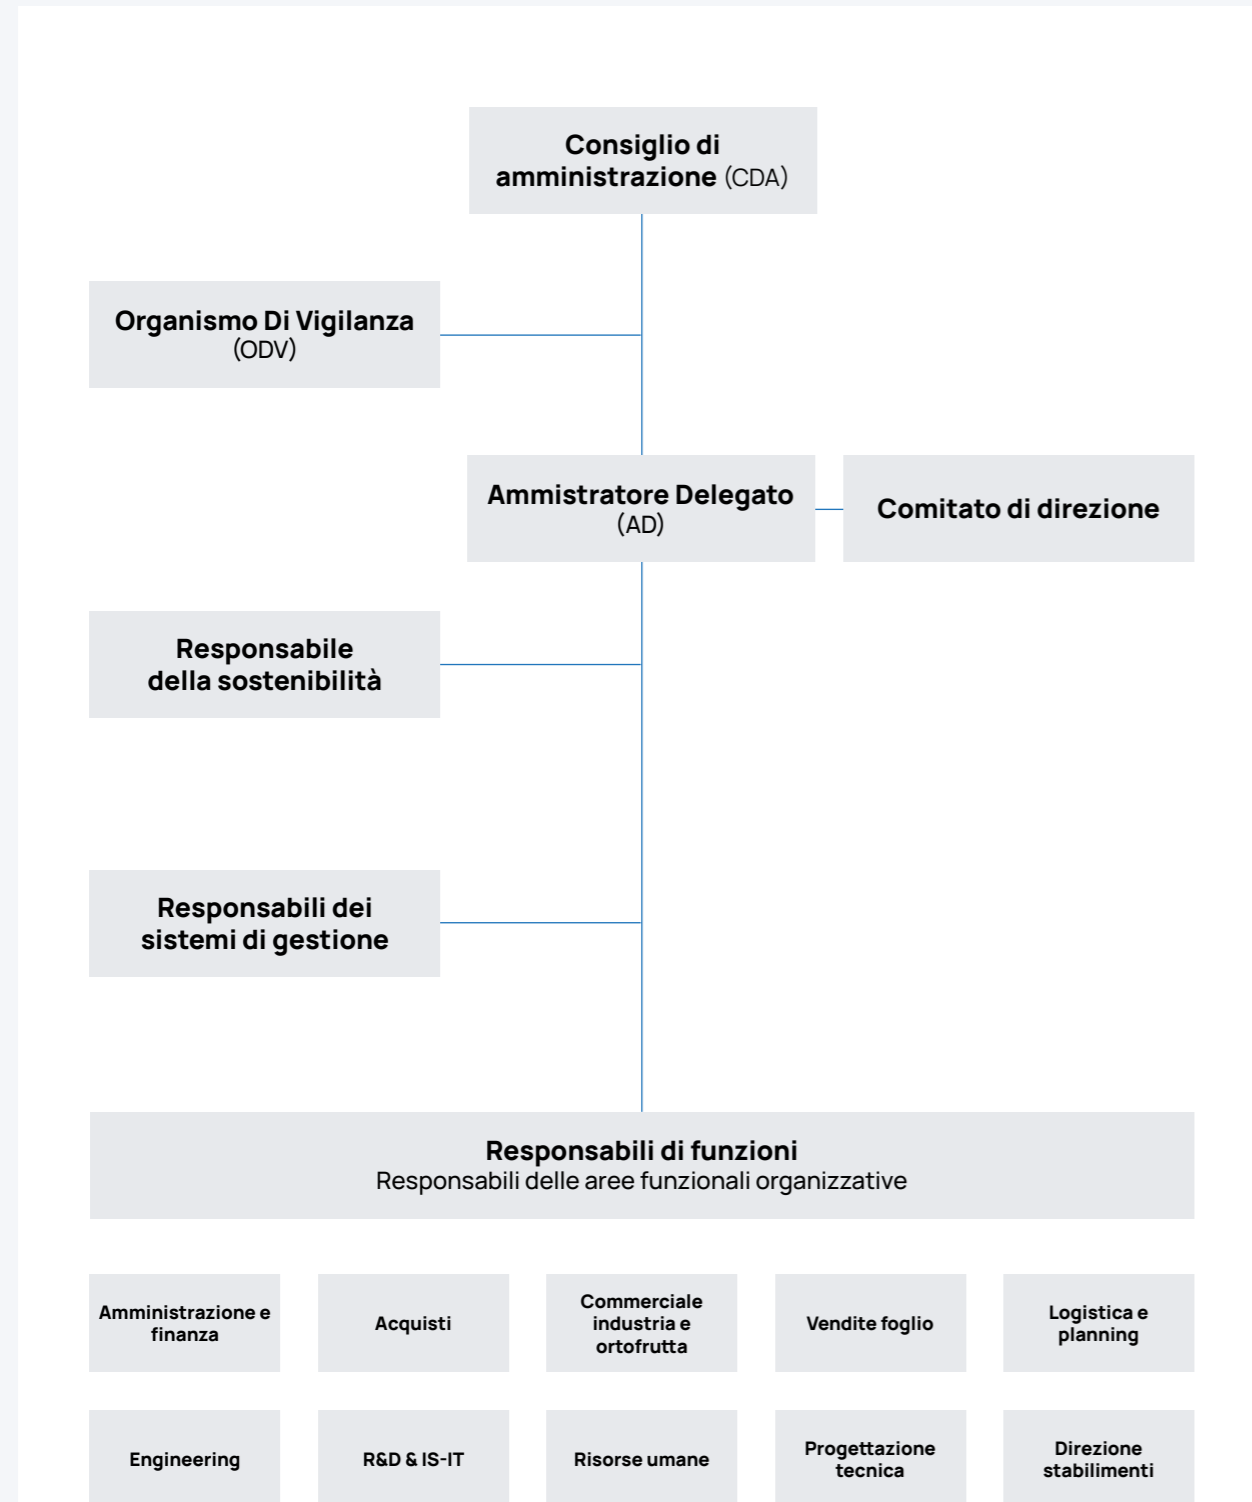 Consiglio di
amministrazione (CDA)
Organismo Di Vigilanza
(ODV)
Ammistratore Delegato
(AD)
Comitato di direzione
Responsabile
della sostenibilità
Responsabili dei
sistemi di gestione
Responsabili di funzioni
Responsabili delle aree funzionali organizzative
Amministrazione e
finanza
Acquisti
Commerciale
industria e
ortofrutta
Vendite foglio
Logistica e
planning
Engineering
R&D & IS-IT
Risorse umane
Progettazione
tecnica
Direzione
stabilimenti